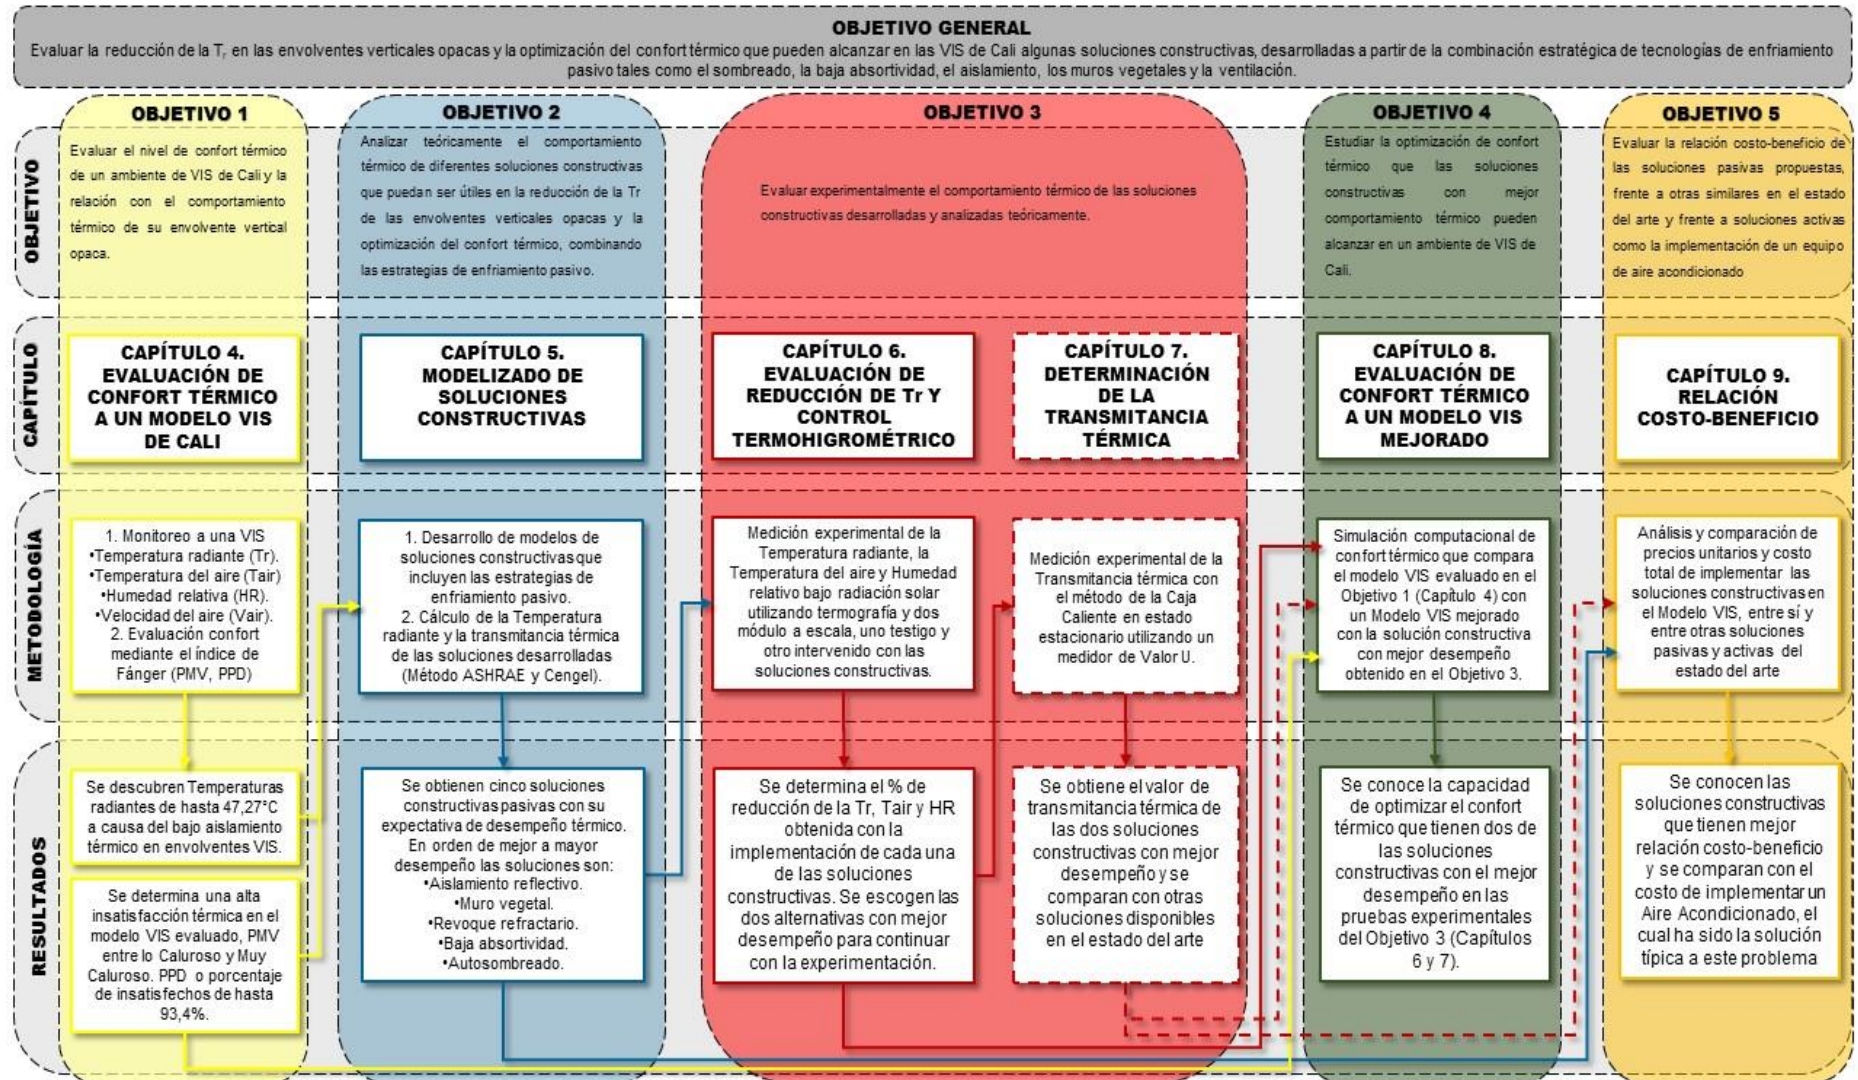 OBJETIVO GENERAL
Evaluar la reducción de la Tr en las envolventes verticales opacas y la optimización del confort térmico que pueden alcanzar en las VIS de Cali algunas soluciones constructivas, desarrolladas a partir de la combinación estratégica de tecnologías de enfriamiento
pasivo tales como el sombreado, la baja absortividad, el aislamiento, los muros vegetales y la ventilación.
OBJETIVO
OBJETIVO 1
Evaluar el nivel de confort térmico
de un ambiente de VIS de Cali y la
relación con el comportamiento
térmico de su envolvente vertical
opaca.
OBJETIVO 2
Analizar teóricamente el comportamiento
térmico de diferentes soluciones constructivas
que puedan ser útiles en la reducción de la Tr
de las envolventes verticales opacas y la
optimización del confort térmico, combinando
las estrategias de enfriamiento pasivo.
OBJETIVO 3
Evaluar experimentalmente el comportamiento térmico de las soluciones
constructivas desarrolladas y analizadas teóricamente.
OBJETIVO 4
Estudiar la optimización de confort
térmico que las soluciones
constructivas con mejor
comportamiento térmico pueden
alcanzar en un ambiente de VIS de
Cali.
OBJETIVO 5
Evaluar la relación costo-beneficio de
las soluciones pasivas propuestas,
frente a otras similares en el estado
del arte y frente a soluciones activas
como la implementación de un equipo
de aire acondicionado
CAPÍTULO
CAPÍTULO 4.
EVALUACIÓN DE
CONFORT TÉRMICO
A UN MODELO VIS
DE CALI
CAPÍTULO 5.
MODELIZADO DE
SOLUCIONES
CONSTRUCTIVAS
CAPÍTULO 6.
EVALUACIÓN DE
REDUCCIÓN DE Tr Y
CONTROL
TERMOHIGROMÉTRICO
CAPÍTULO 7.
DETERMINACIÓN
DE LA
TRANSMITANCIA
TÉRMICA
CAPÍTULO 8.
EVALUACIÓN DE
CONFORT TÉRMICO
A UN MODELO VIS
MEJORADO
CAPÍTULO 9.
RELACIÓN
COSTO-BENEFICIO
METODOLOGÍA
1. Monitoreo a una VIS
•Temperatura radiante (Tr).
•Temperatura del aire (Tair)
•Humedad relativa (HR).
•Velocidad del aire (Vair).
2. Evaluación confort
mediante el índice de
Fánger (PMV, PPD)
1. Desarrollo de modelos de
soluciones constructivas que
incluyen las estrategias de
enfriamiento pasivo.
2. Cálculo de la Temperatura
radiante y la transmitancia térmica
de las soluciones desarrolladas
(Método ASHRAE y Cengel).
Medición experimental de la
Temperatura radiante, la
Temperatura del aire y Humedad
relativo bajo radiación solar
utilizando termografía y dos
módulo a escala, uno testigo y
otro intervenido con las
soluciones constructivas.
Medición experimental de la
Transmitancia térmica con
el método de la Caja
Caliente en estado
estacionario utilizando un
medidor de Valor U.
Simulación computacional de
confort térmico que compara
el modelo VIS evaluado en el
Objetivo 1 (Capítulo 4) con
un Modelo VIS mejorado
con la solución constructiva
con mejor desempeño
obtenido en el Objetivo 3.
Análisis y comparación de
precios unitarios y costo
total de implementar las
soluciones constructivas en
el Modelo VIS, entre sí y
entre otras soluciones
pasivas y activas del
estado del arte
RESULTADOS
Se descubren Temperaturas
radiantes de hasta 47,27°C
a causa del bajo aislamiento
térmico en envolventes VIS.
Se determina una alta
insatisfacción térmica en el
modelo VIS evaluado, PMV
entre lo Caluroso y Muy
Caluroso. PPD o porcentaje
de insatisfechos de hasta
93,4%.
Se obtienen cinco soluciones
constructivas pasivas con su
expectativa de desempeño térmico.
En orden de mejor a mayor
desempeño las soluciones son:
•Aislamiento reflectivo.
•Muro vegetal.
•Revoque refractario.
•Baja absortividad.
•Autosombreado.
Se determina el % de
reducción de la Tr, Tair y HR
obtenida con la
implementación de cada una
de las soluciones
constructivas. Se escogen las
dos alternativas con mejor
desempeño para continuar
con la experimentación.
Se obtiene el valor de
transmitancia térmica de
las dos soluciones
constructivas con mejor
desempeño y se
comparan con otras
soluciones disponibles
en el estado del arte
Se conoce la capacidad
de optimizar el confort
térmico que tienen dos de
las soluciones
constructivas con el mejor
desempeño en las
pruebas experimentales
del Objetivo 3 (Capítulos
6 y 7).
Se conocen las
soluciones constructivas
que tienen mejor
relación costo-beneficio
y se comparan con el
costo de implementar un
Aire Acondicionado, el
cual ha sido la solución
típica a este problema